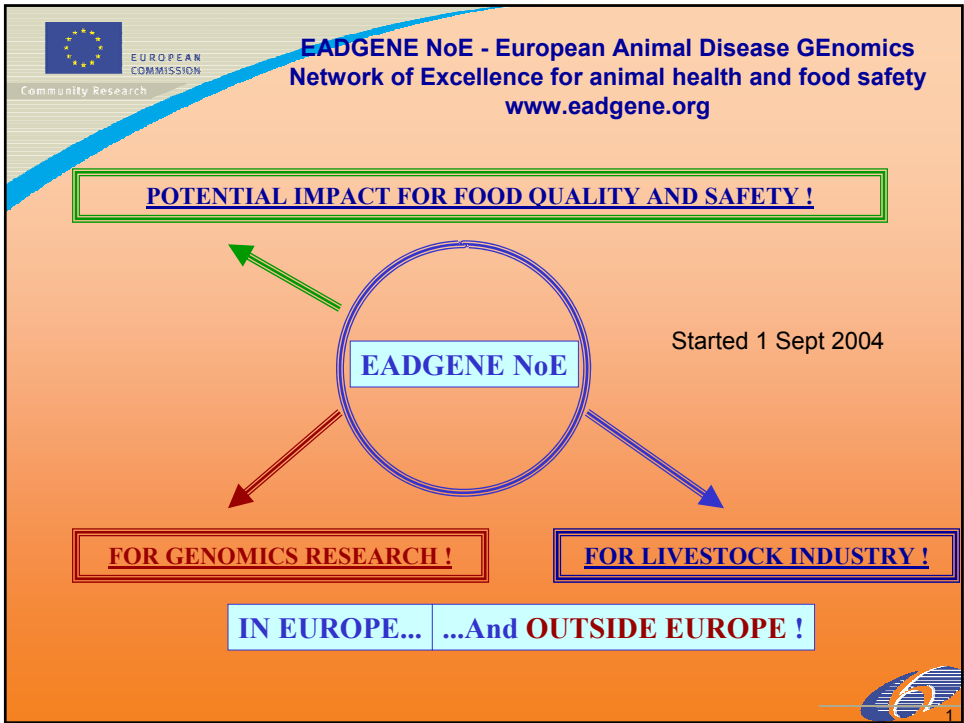 EUROPEAN
COMMISSION
Community Research
EADGENE NoE - European Animal Disease GEnomics
Network of Excellence for animal health and food safety
www.eadgene.org
POTENTIAL IMPACT FOR FOOD QUALITY AND SAFETY !
Started 1 Sept 2004
EADGENE NoE
FOR GENOMICS RESEARCH !
FOR LIVESTOCK INDUSTRY !
IN EUROPE... ...And OUTSIDE EUROPE !
6
1